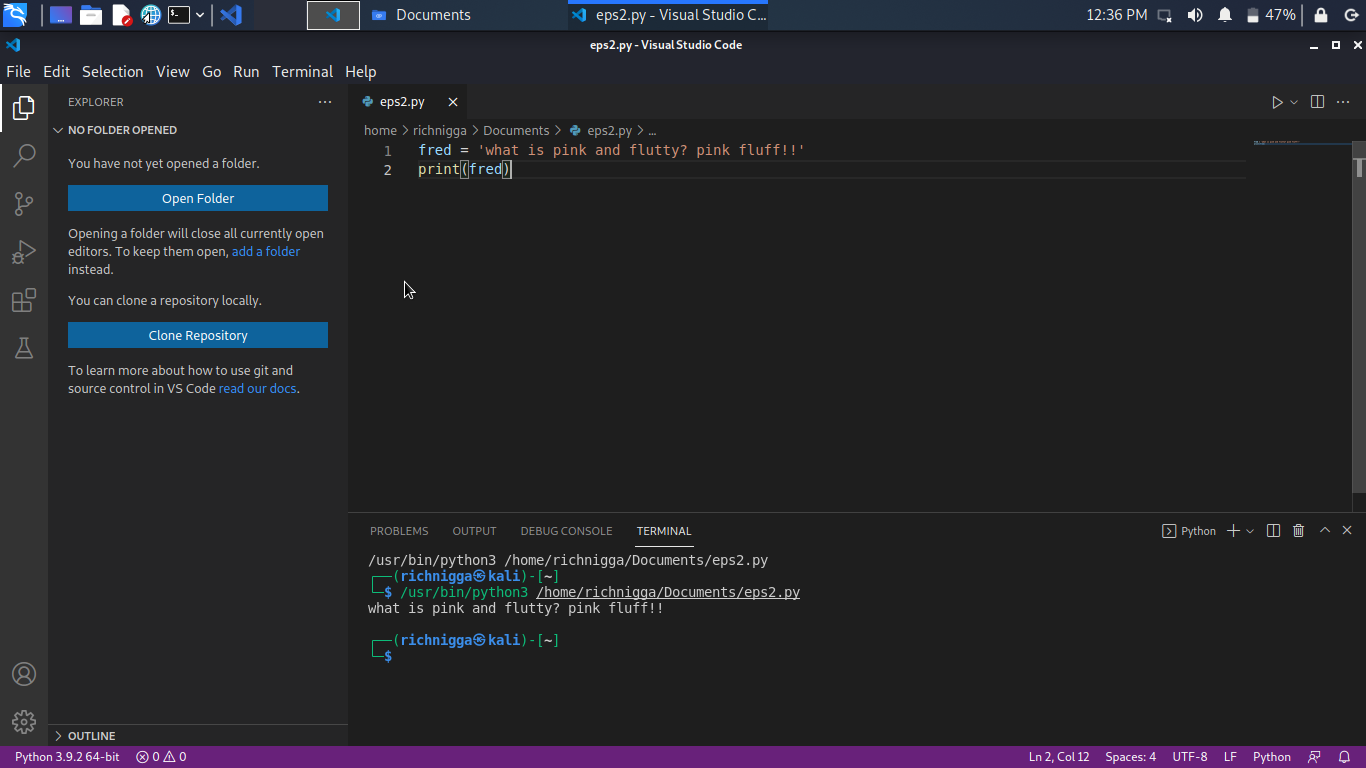 12:36 PM 47%
Documents
eps2.py - Visual Studio C...
eps2.py - Visual Studio Code
File Edit Selection View Go Run Terminal Help
EXPLORER
NO FOLDER OPENED
You have not yet opened a folder.
Open Folder
Opening a folder will close all currently open
editors. To keep them open, add a folder
instead.
You can clone a repository locally.
Clone Repository
To learn more about how to use git and
source control in VS Code read our docs.
OUTLINE
eps2.py
home > richnigga > Documents > eps2.py > ...
1 fred = 'what is pink and flutty? pink fluff!!'
2 print(fred)
PROBLEMS OUTPUT DEBUG CONSOLE TERMINAL
Python
/usr/bin/python3 /home/richnigga/Documents/eps2.py
┌──(richnigga㉿kali)-[~]
└─$ /usr/bin/python3 /home/richnigga/Documents/eps2.py
what is pink and flutty? pink fluff!!
┌──(richnigga㉿kali)-[~]
└─$
Python 3.9.2 64-bit 0 0 Ln 2, Col 12 Spaces: 4 UTF-8 LF Python